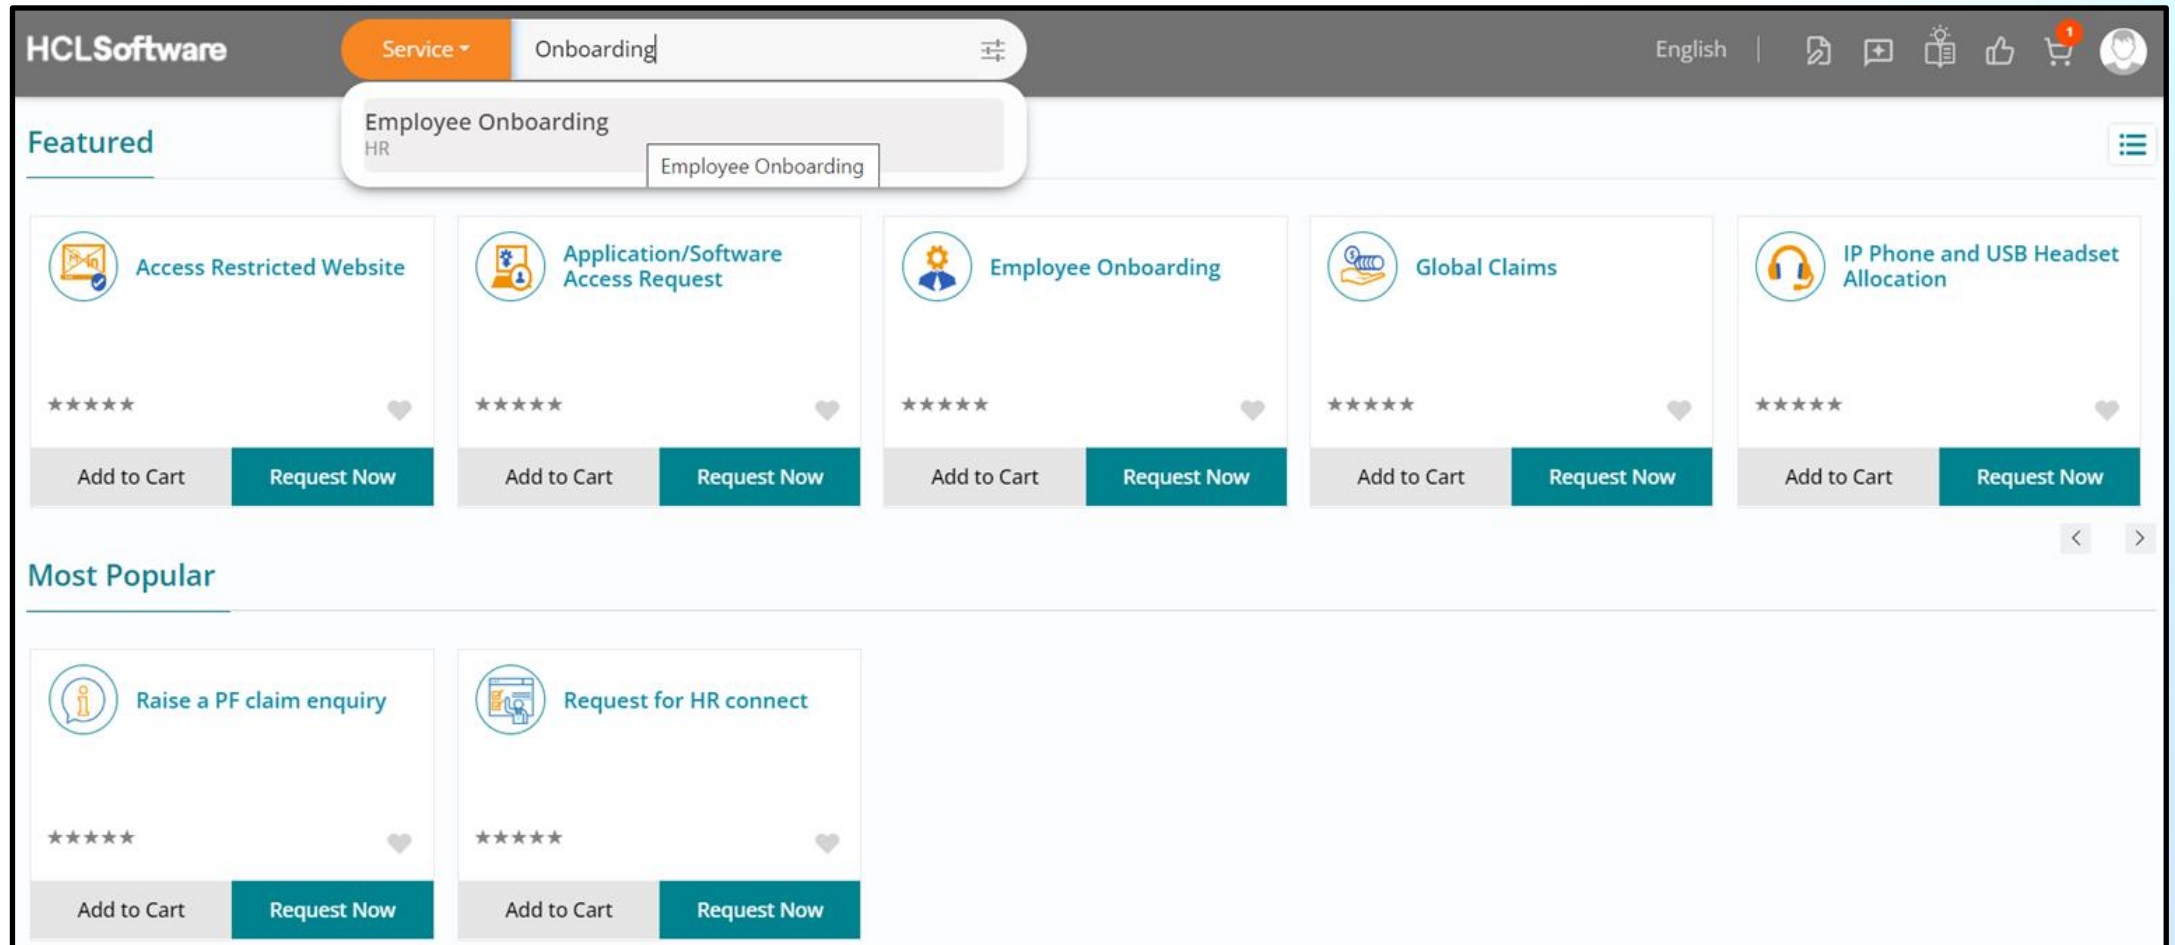 HCLSoftware
Service
Onboarding
English
1
Employee Onboarding
HR
Employee Onboarding
Featured
Access Restricted Website
Application/Software
Access Request
Employee Onboarding
Global Claims
IP Phone and USB Headset
Allocation
Add to Cart
Request Now
Add to Cart
Request Now
Add to Cart
Request Now
Add to Cart
Request Now
Add to Cart
Request Now
Most Popular
Raise a PF claim enquiry
Request for HR connect
Add to Cart
Request Now
Add to Cart
Request Now